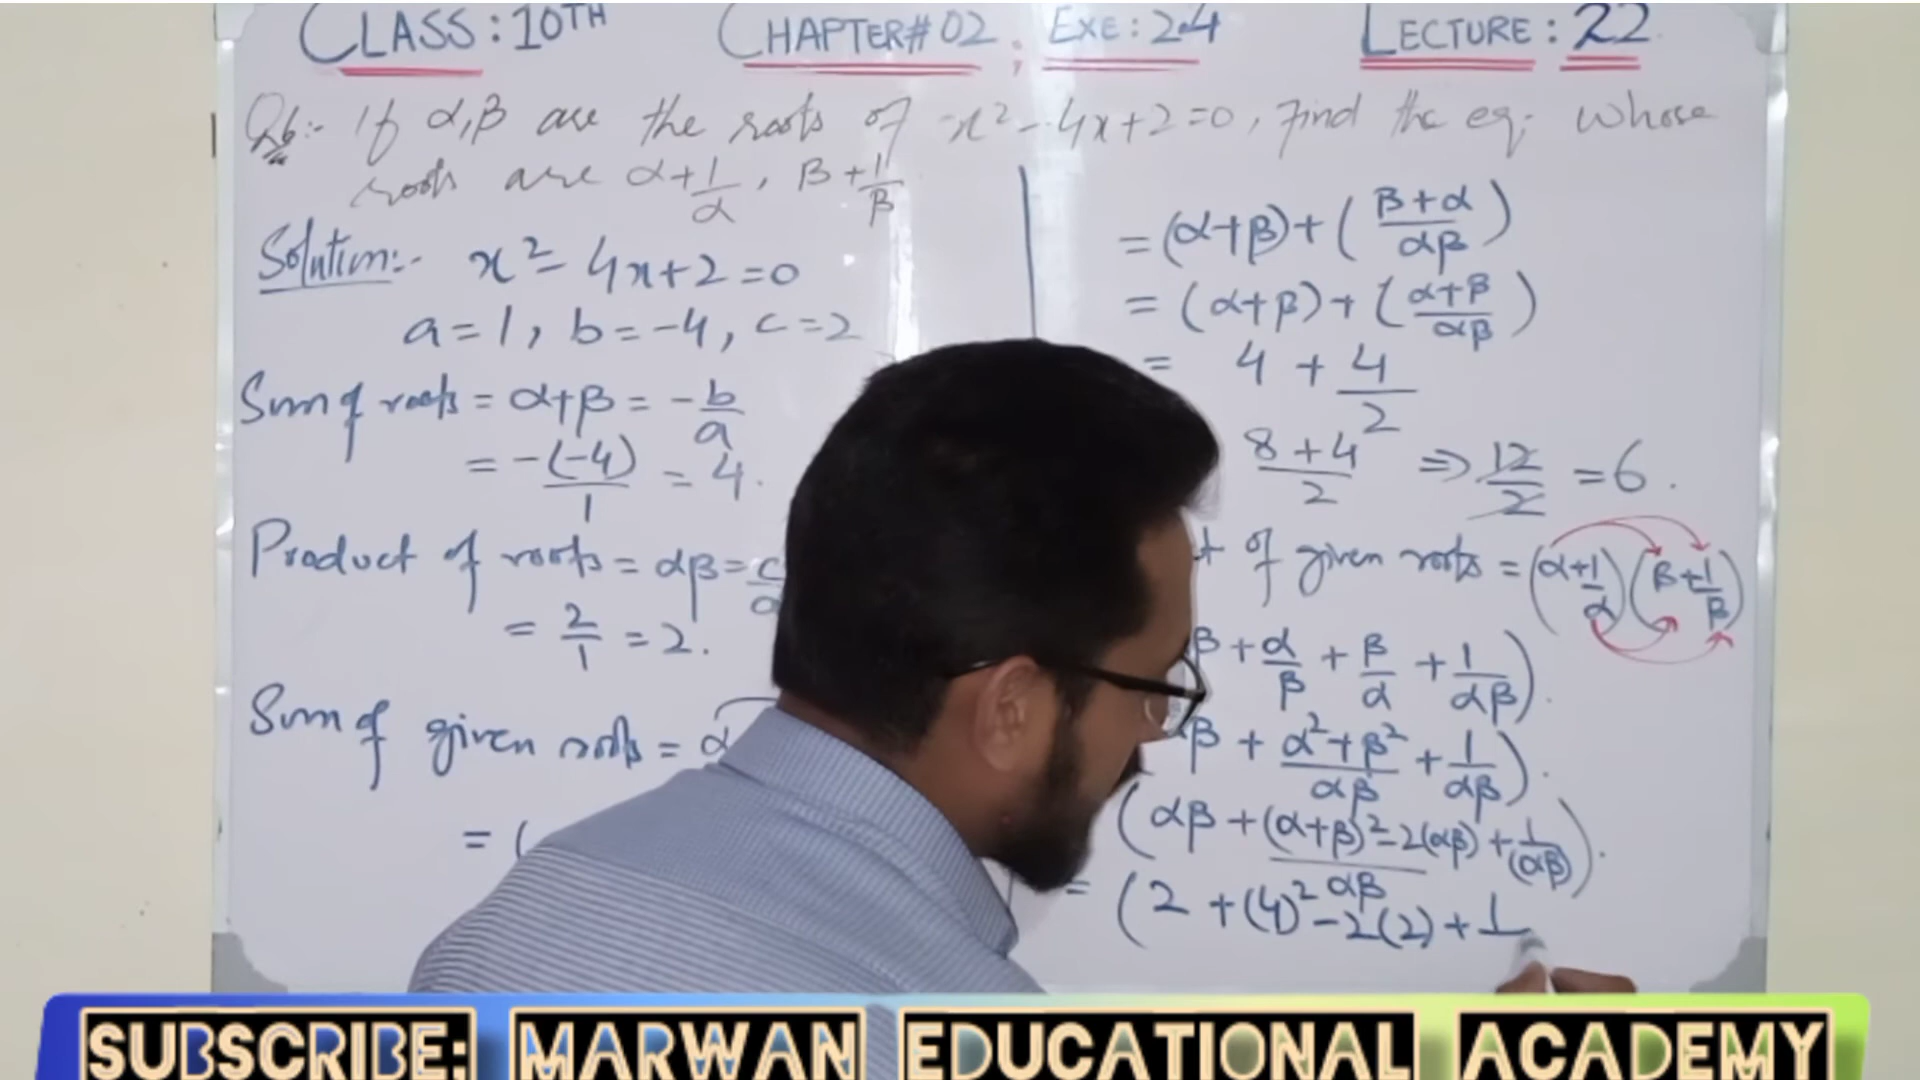 CLASS: 10TH CHAPTER# 02 ; EXE: 2.4 LECTURE: 22
Q6:- If α,β are the roots of x²-4x+2=0, Find the eq: whose
roots are α+1/α, β+1/β
Solution:- x²-4x+2=0
a=1, b=-4, c=2
Sum of roots = α+β = -b/a
= -(-4)/1 = 4.
Product of roots = αβ = c/a
= 2/1 = 2.
Sum of given roots = α
= (
= (α+β)+(β+α/αβ)
= (α+β)+(α+β/αβ)
= 4+4/2
8+4/2 ⇒ 12/2 = 6.
t of given roots = (α+1/α)(β+1/β)
β+α/β+β/α+1/αβ).
β+α²+β²/αβ+1/αβ).
(αβ+(α+β)²-2(αβ)/αβ+1/(αβ)).
= (2+(4)²-2(2)+1
SUBSCRIBE: MARWAN EDUCATIONAL ACADEMY